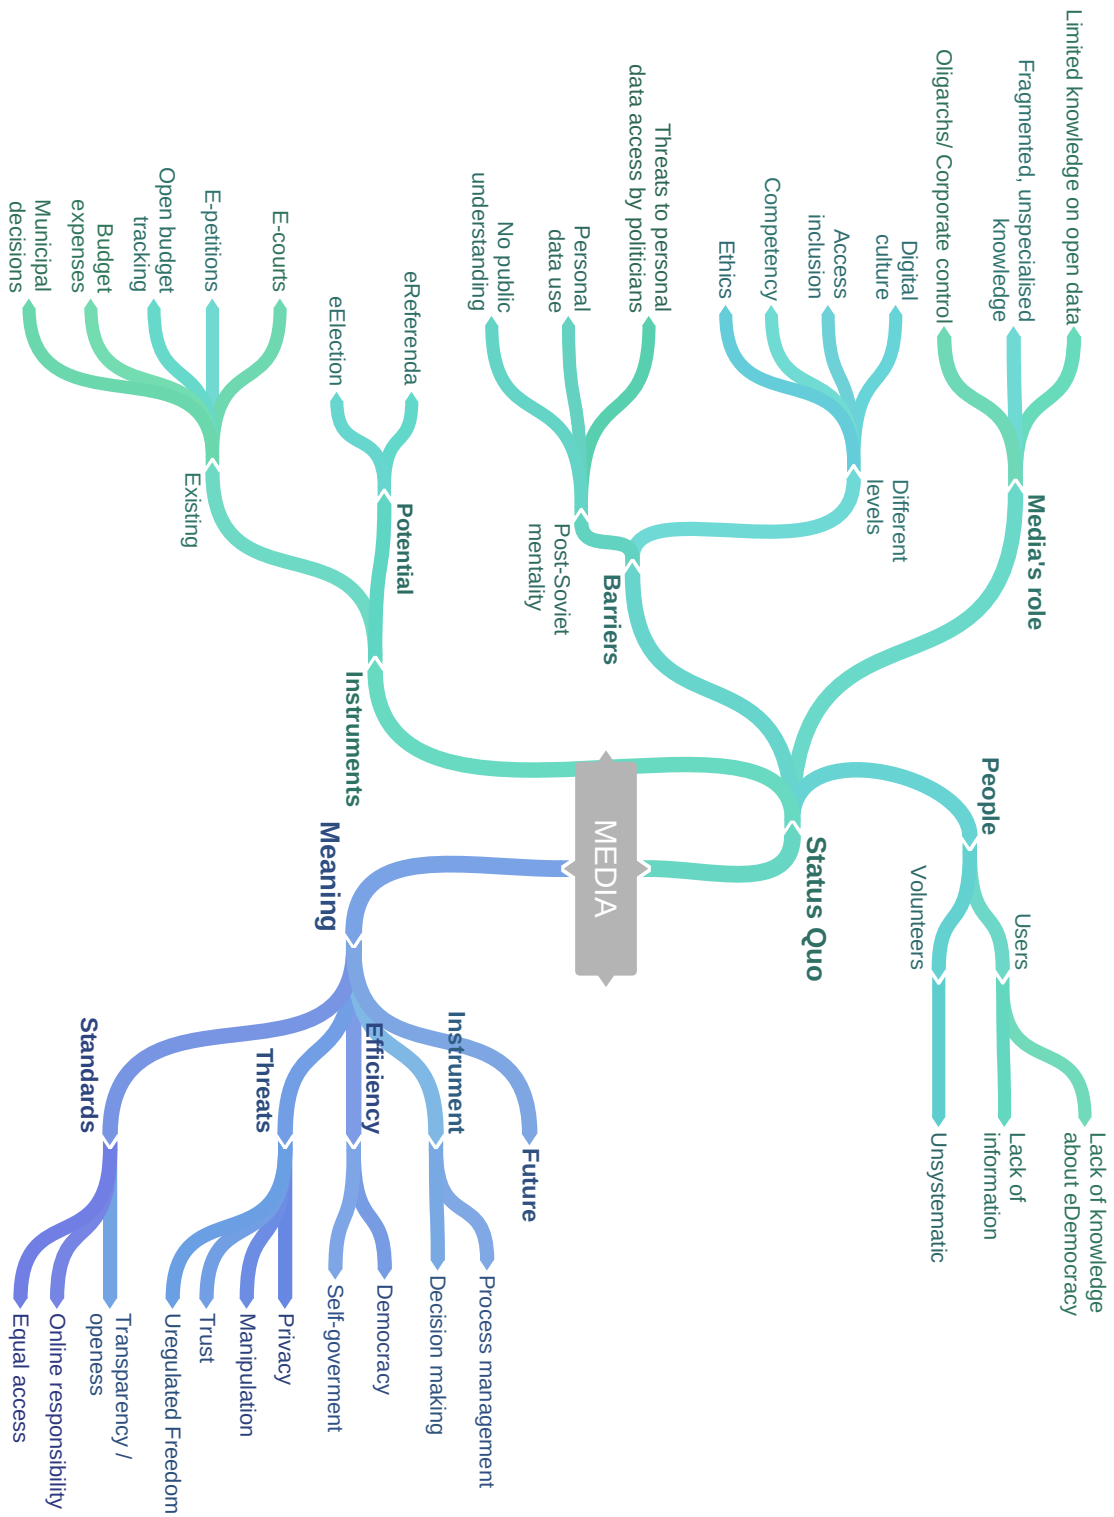 Limited knowledge on open data
Fragmented, unspecialised
knowledge
Oligarchs/ Corporate control
Media's role
Digital
culture
Access
inclusion
Competency
Ethics
Different
levels
Threats to personal
data access by politicians
Personal
data use
No public
understanding
Post-Soviet
mentality
Barriers
eReferenda
eElection
Potential
E-courts
E-petitions
Open budget
tracking
Budget
expenses
Municipal
decisions
Existing
Instruments
People
Users
Volunteers
Lack of knowledge
about eDemocracy
Lack of
information
Unsystematic
Status Quo
MEDIA
Meaning
Future
Instrument
Process management
Decision making
Efficiency
Democracy
Self-goverment
Threats
Privacy
Manipulation
Trust
Uregulated Freedom
Standards
Transparency /
openess
Online responsibility
Equal access